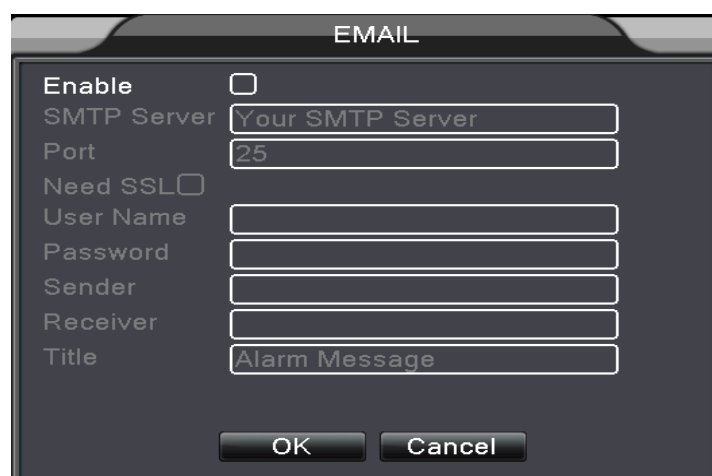 EMAIL
Enable
SMTP Server Your SMTP Server
Port 25
Need SSL
User Name
Password
Sender
Receiver
Title Alarm Message
OK Cancel